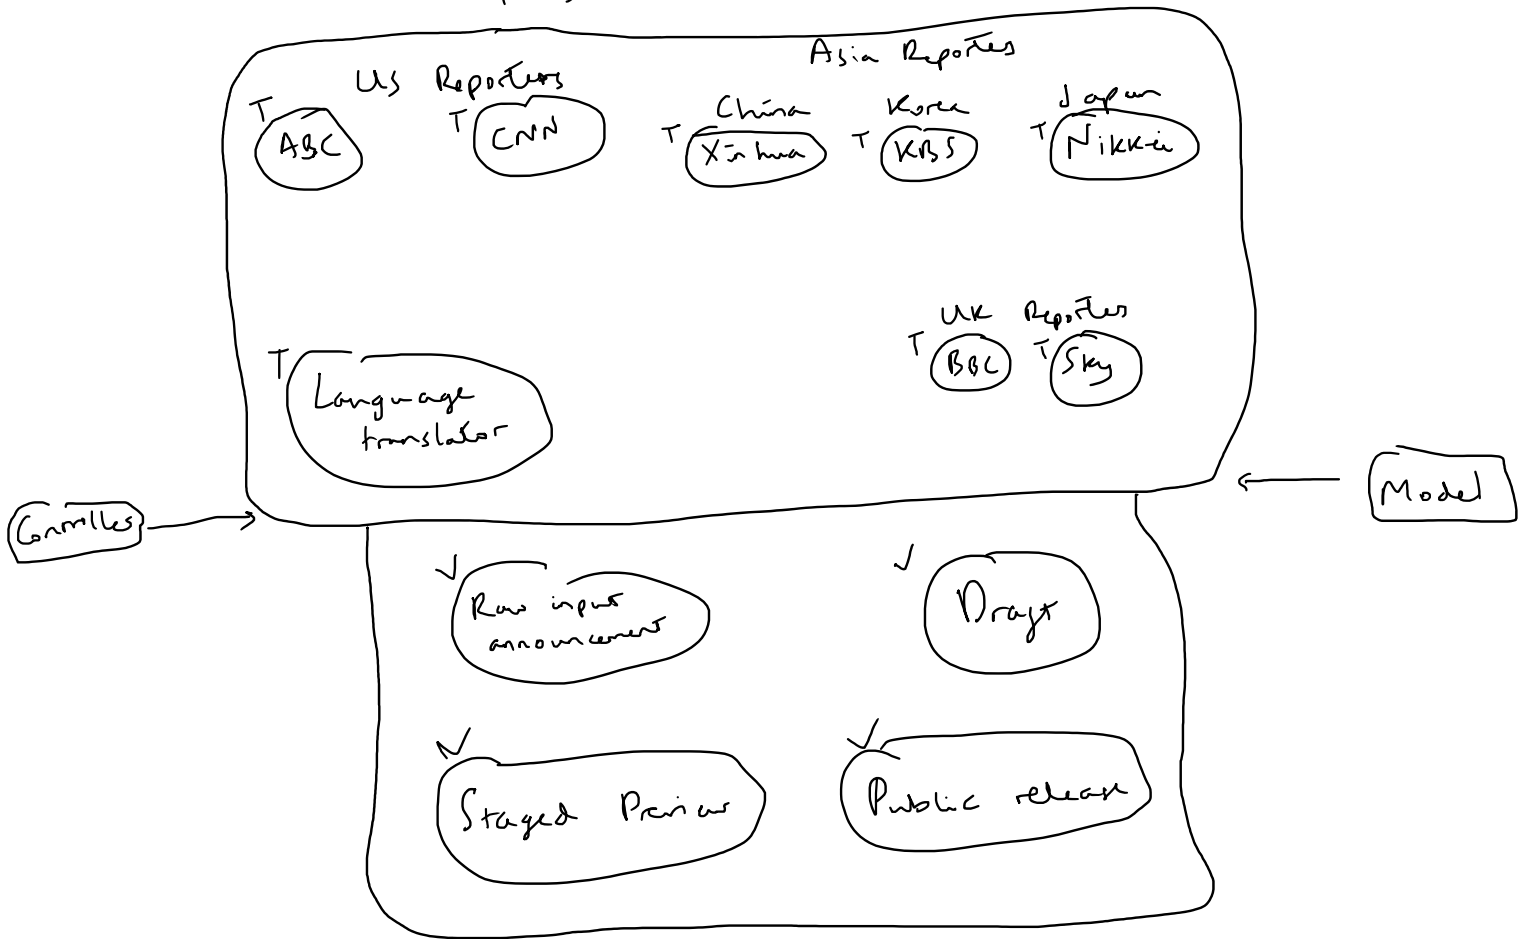 US Reporters
Asia Reporters
T
ABC
T
CNN
China
T
Xinhua
Korea
T
KBS
Japan
T
Nikkei
UK Reporters
T
BBC
T
Sky
T
Language
translator
Controller
Model
Raw input
announcement
Draft
Staged Preview
Public release